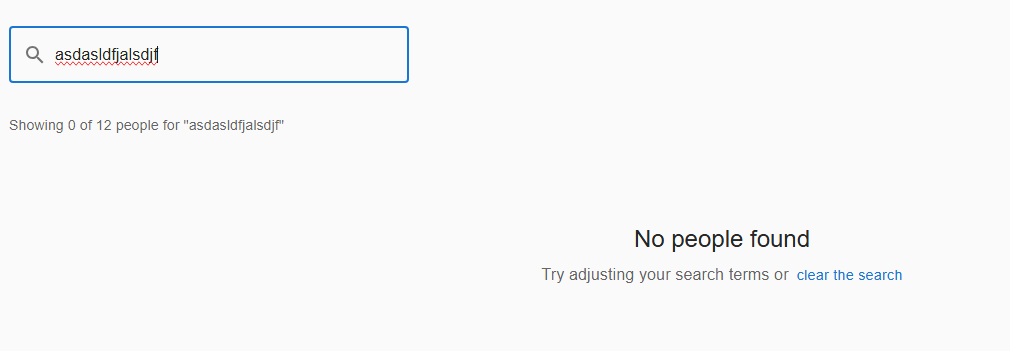 asdasldfjalsdjf
Showing 0 of 12 people for "asdasldfjalsdjf"
No people found
Try adjusting your search terms or clear the search